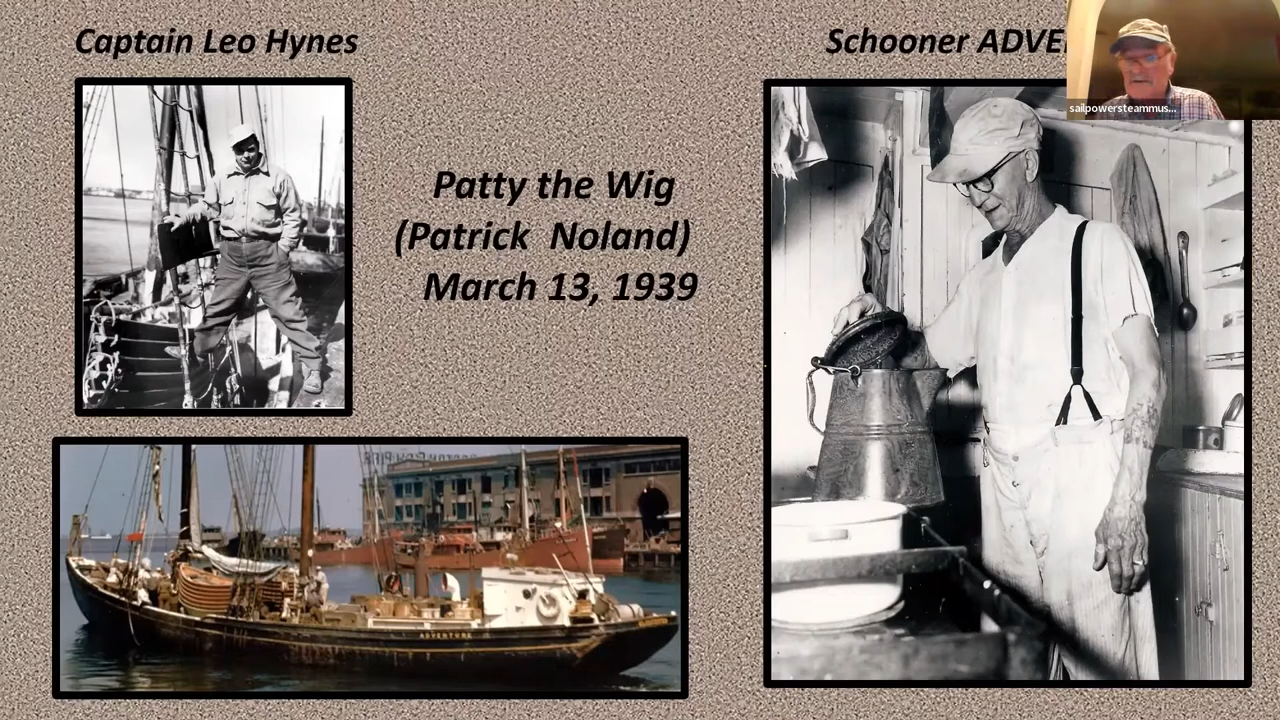 Captain Leo Hynes
Schooner ADVE
sailpowersteammus...
Patty the Wig
(Patrick Noland)
March 13, 1939
ADVENTURE